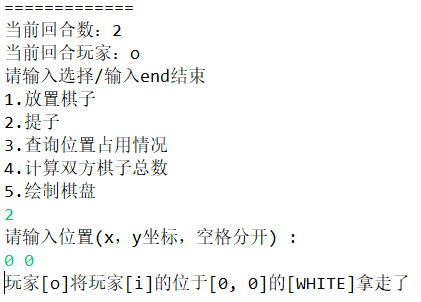 =============
当前回合数：2
当前回合玩家：o
请输入选择/输入end结束
1.放置棋子
2.提子
3.查询位置占用情况
4.计算双方棋子总数
5.绘制棋盘
2
请输入位置(x，y坐标，空格分开) :
0 0
玩家[o]将玩家[i]的位于[0, 0]的[WHITE]拿走了